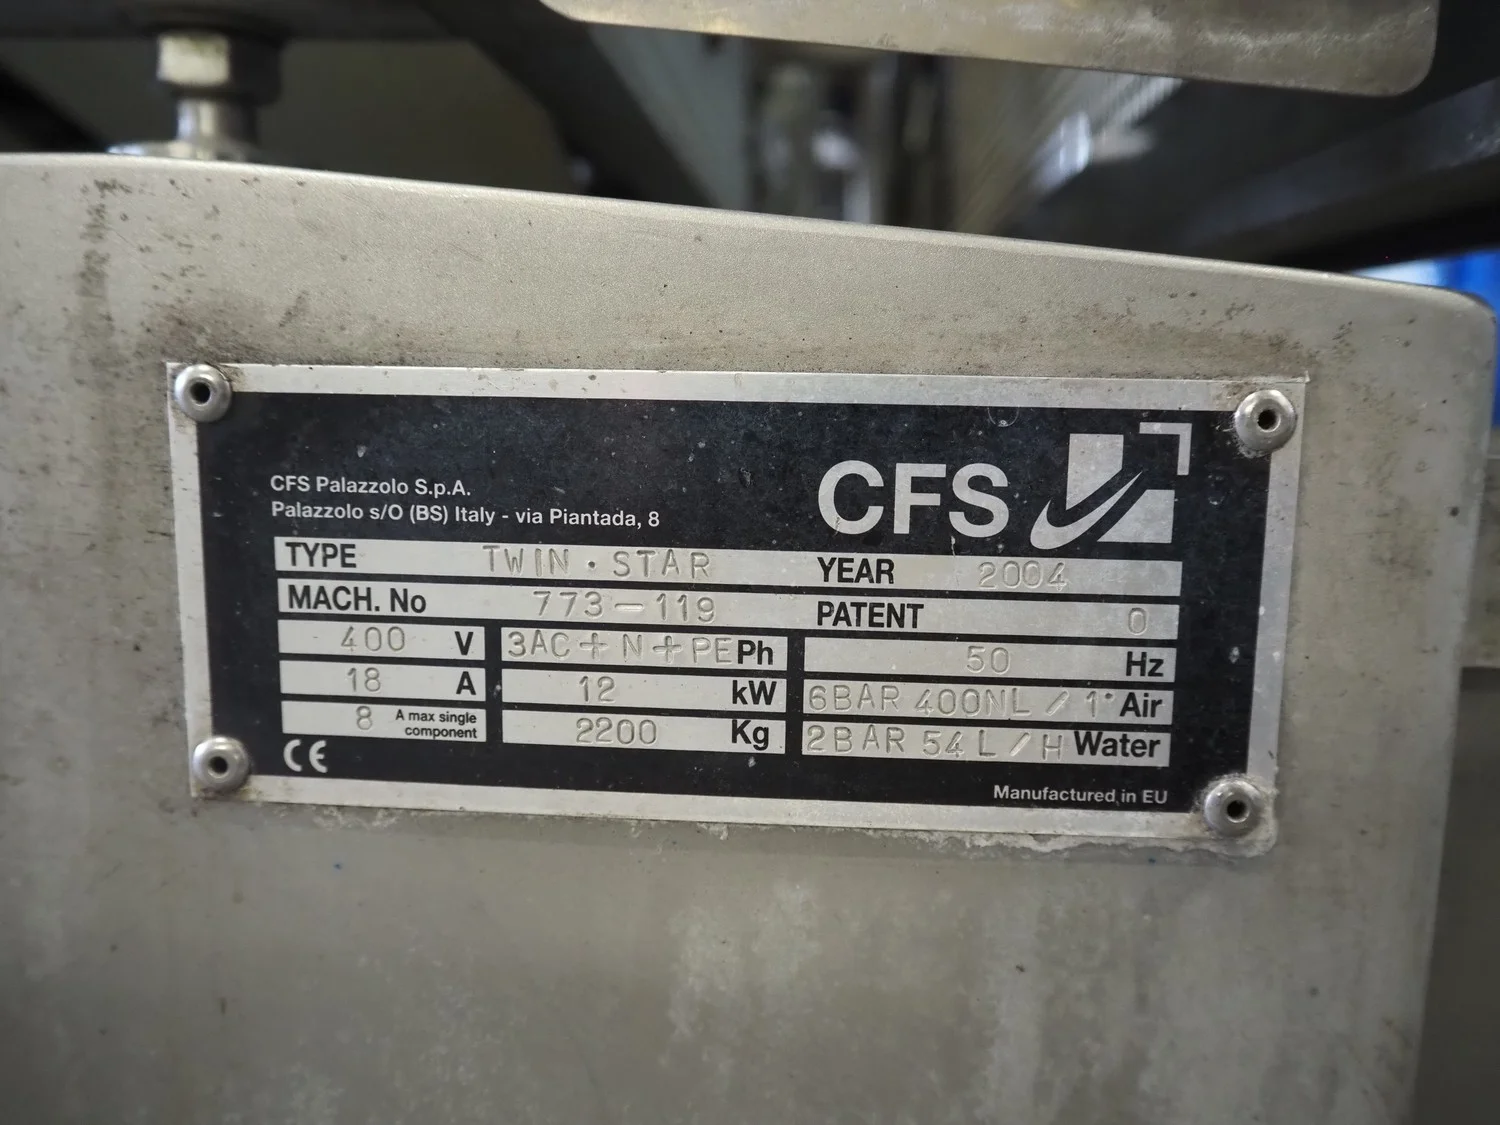 CFS Palazzolo S.p.A.
Palazzolo s/O (BS) Italy - via Piantada, 8
CFS
TYPE TWIN · STAR YEAR 2004
MACH. No 773-119 PATENT 0
400 V 3AC+N+PE Ph 50 Hz
18 A 12 kW 6BAR 400NL/1' Air
8 A max single component 2200 Kg 2BAR 54L/H Water
CE
Manufactured in EU